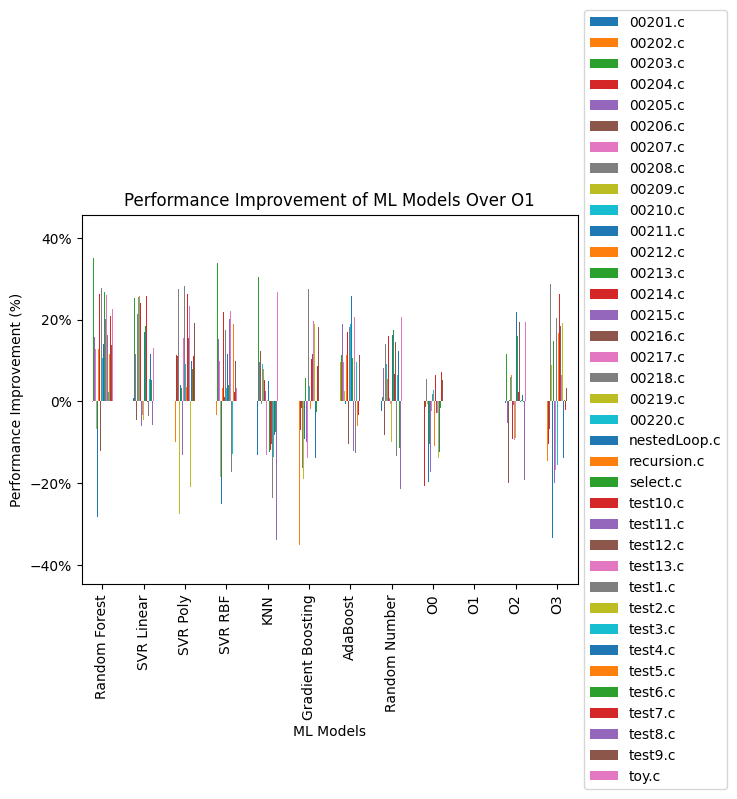 Performance Improvement of ML Models Over O1
Performance Improvement (%)
40%
20%
0%
−20%
−40%
Random Forest
SVR Linear
SVR Poly
SVR RBF
KNN
Gradient Boosting
AdaBoost
Random Number
O0
O1
O2
O3
ML Models
00201.c
00202.c
00203.c
00204.c
00205.c
00206.c
00207.c
00208.c
00209.c
00210.c
00211.c
00212.c
00213.c
00214.c
00215.c
00216.c
00217.c
00218.c
00219.c
00220.c
nestedLoop.c
recursion.c
select.c
test10.c
test11.c
test12.c
test13.c
test1.c
test2.c
test3.c
test4.c
test5.c
test6.c
test7.c
test8.c
test9.c
toy.c